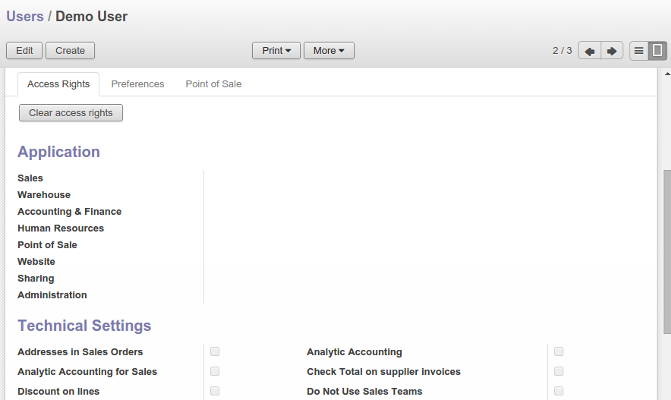 Users / Demo User
Edit Create Print More 2 / 3
Access Rights Preferences Point of Sale
Clear access rights
Application
Sales
Warehouse
Accounting & Finance
Human Resources
Point of Sale
Website
Sharing
Administration
Technical Settings
Addresses in Sales Orders Analytic Accounting
Analytic Accounting for Sales Check Total on supplier invoices
Discount on lines Do Not Use Sales Teams